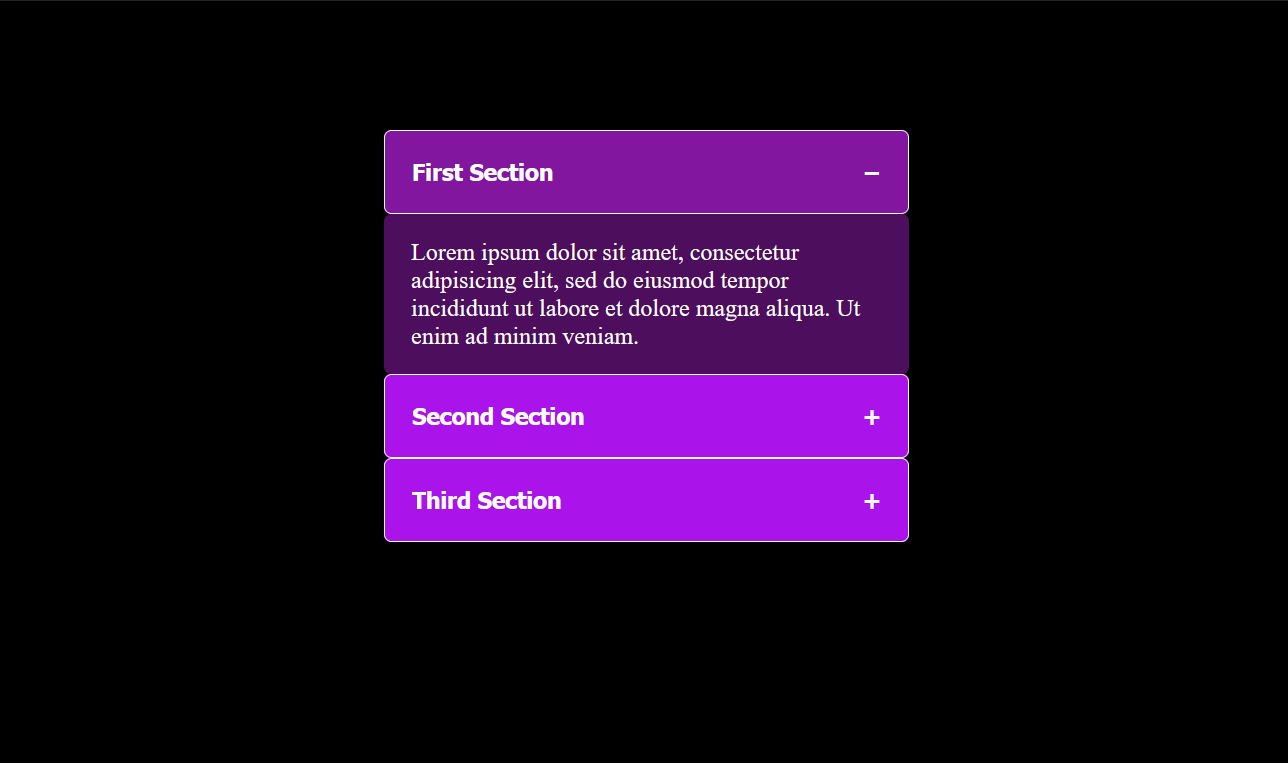 First Section −
Lorem ipsum dolor sit amet, consectetur
adipisicing elit, sed do eiusmod tempor
incididunt ut labore et dolore magna aliqua. Ut
enim ad minim veniam.
Second Section +
Third Section +